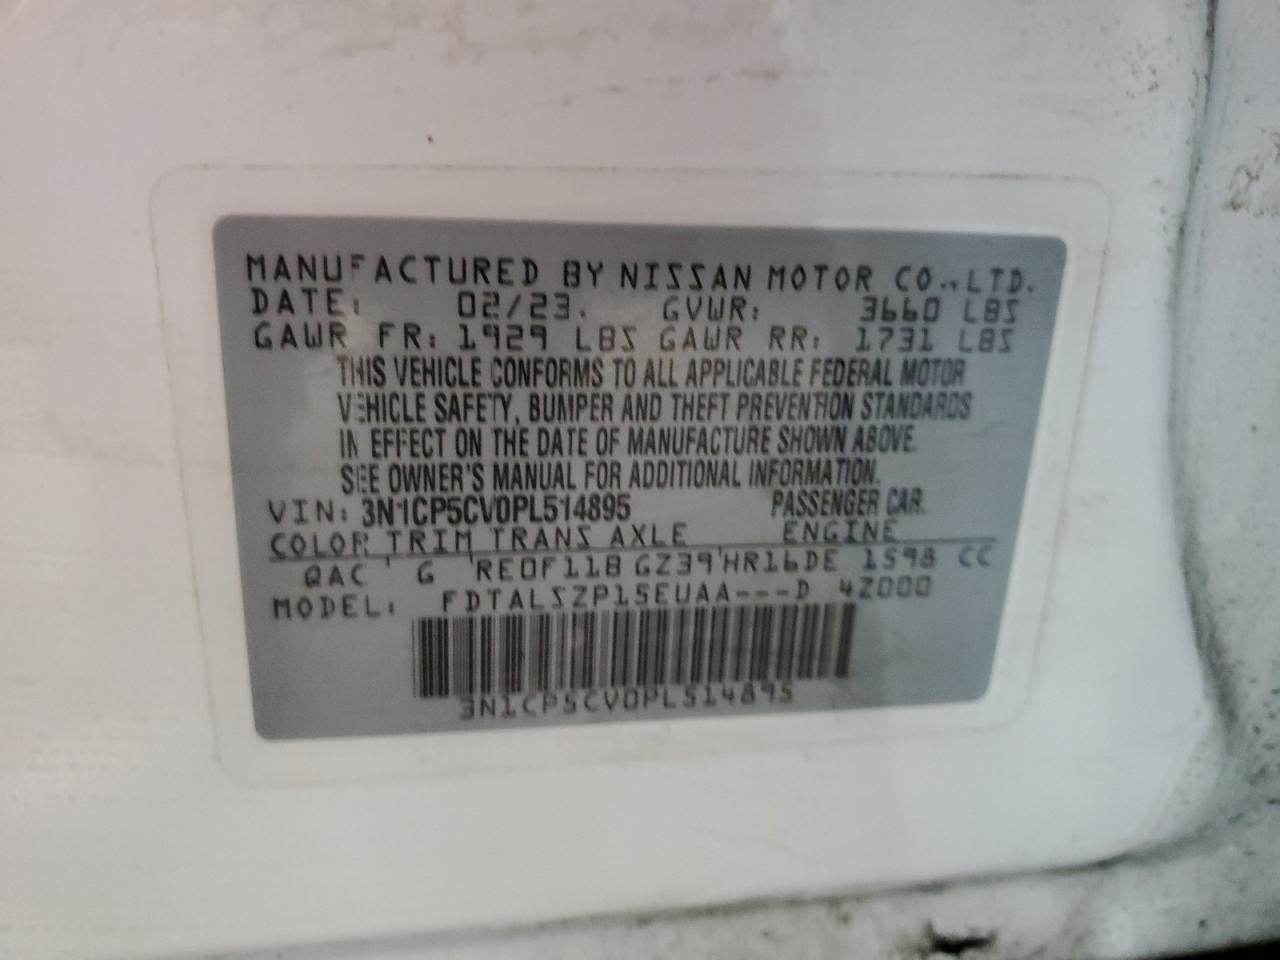 MANUFACTURED BY NISSAN MOTOR CO., LTD.
DATE: 02/23. GVWR: 3660 LBS
GAWR FR: 1929 LBS GAWR RR: 1731 LBS
THIS VEHICLE CONFORMS TO ALL APPLICABLE FEDERAL MOTOR
VEHICLE SAFETY, BUMPER AND THEFT PREVENTION STANDARDS
IN EFFECT ON THE DATE OF MANUFACTURE SHOWN ABOVE.
SEE OWNER'S MANUAL FOR ADDITIONAL INFORMATION.
VIN: 3N1CP5CV0PL514895 PASSENGER CAR.
COLOR TRIM TRANS AXLE ENGINE
QAC G RE0F11B GZ39 HR16DE 1598 CC
MODEL: FDTALSZP15EUAA---D 4Z000
3N1CP5CV0PL514895